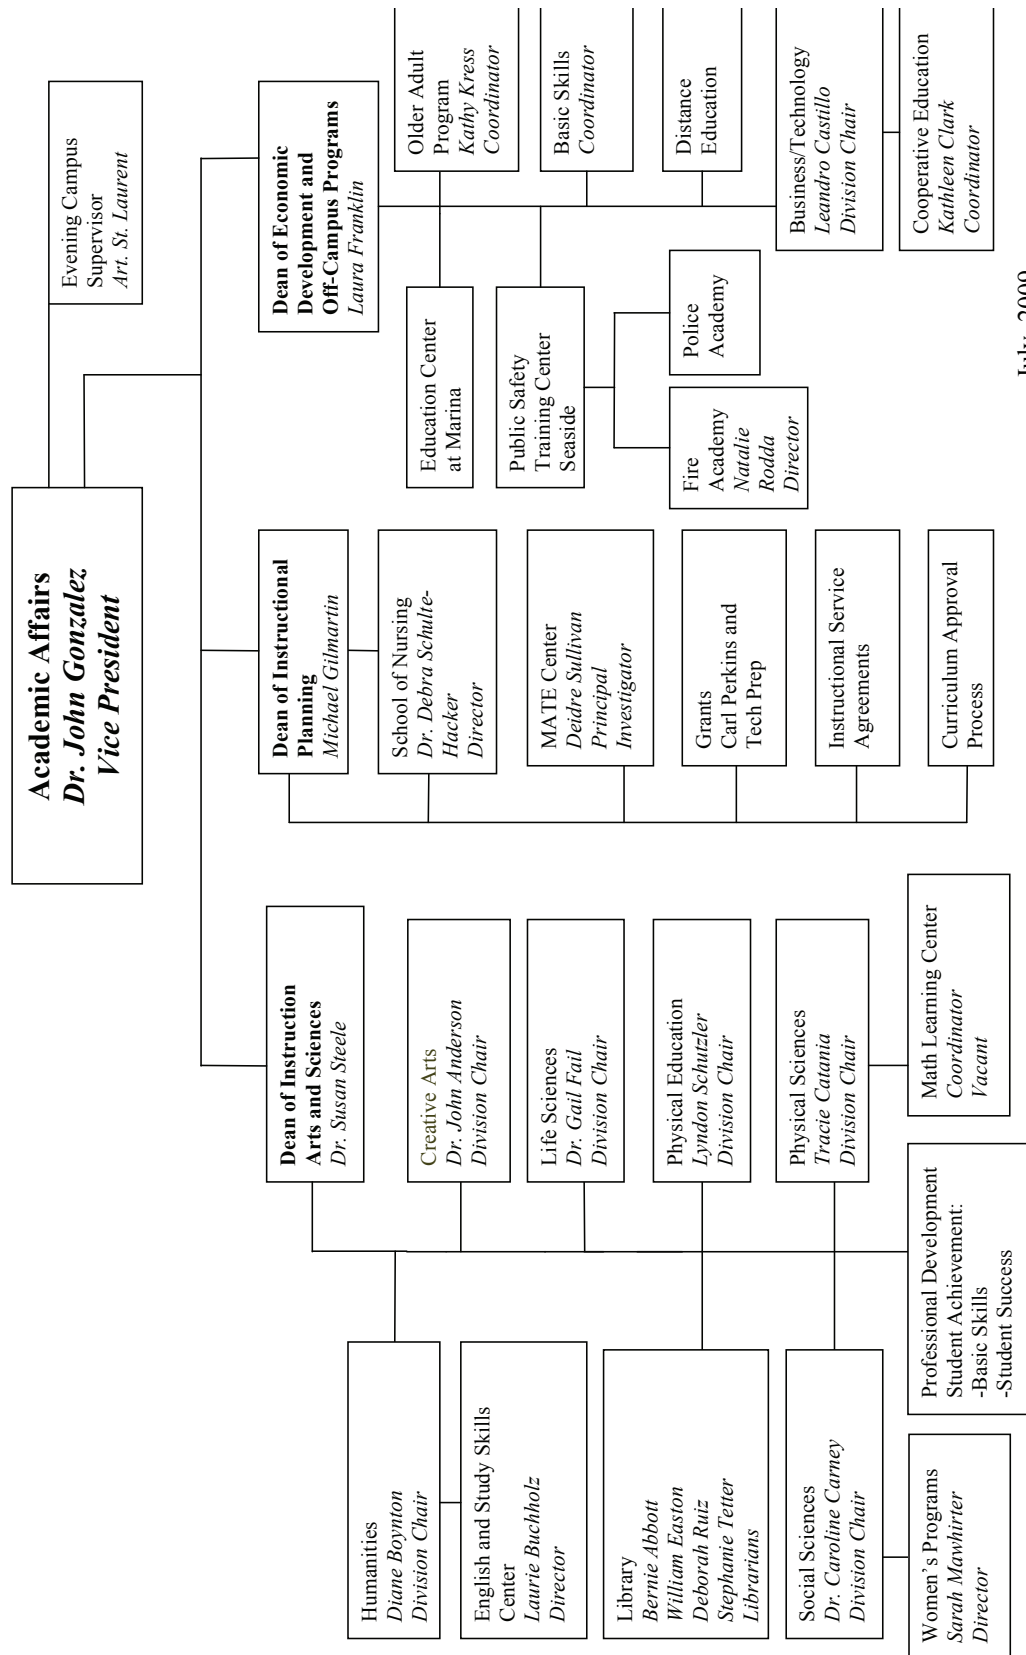 Academic Affairs
Dr. John Gonzalez
Vice President
Evening Campus
Supervisor
Art. St. Laurent
Dean of Instruction
Arts and Sciences
Dr. Susan Steele
Humanities
Diane Boynton
Division Chair
English and Study Skills
Center
Laurie Buchholz
Director
Library
Bernie Abbott
William Easton
Deborah Ruiz
Stephanie Tetter
Librarians
Social Sciences
Dr. Caroline Carney
Division Chair
Women's Programs
Sarah Mawhirter
Director
Creative Arts
Dr. John Anderson
Division Chair
Life Sciences
Dr. Gail Fail
Division Chair
Physical Education
Lyndon Schutzler
Division Chair
Physical Sciences
Tracie Catania
Division Chair
Professional Development
Student Achievement:
-Basic Skills
-Student Success
Math Learning Center
Coordinator
Vacant
Dean of Instructional
Planning
Michael Gilmartin
School of Nursing
Dr. Debra Schulte-
Hacker
Director
MATE Center
Deidre Sullivan
Principal
Investigator
Grants
Carl Perkins and
Tech Prep
Instructional Service
Agreements
Curriculum Approval
Process
Dean of Economic
Development and
Off-Campus Programs
Laura Franklin
Education Center
at Marina
Public Safety
Training Center
Seaside
Fire
Academy
Natalie
Rodda
Director
Police
Academy
Older Adult
Program
Kathy Kress
Coordinator
Basic Skills
Coordinator
Distance
Education
Business/Technology
Leandro Castillo
Division Chair
Cooperative Education
Kathleen Clark
Coordinator
July, 2009